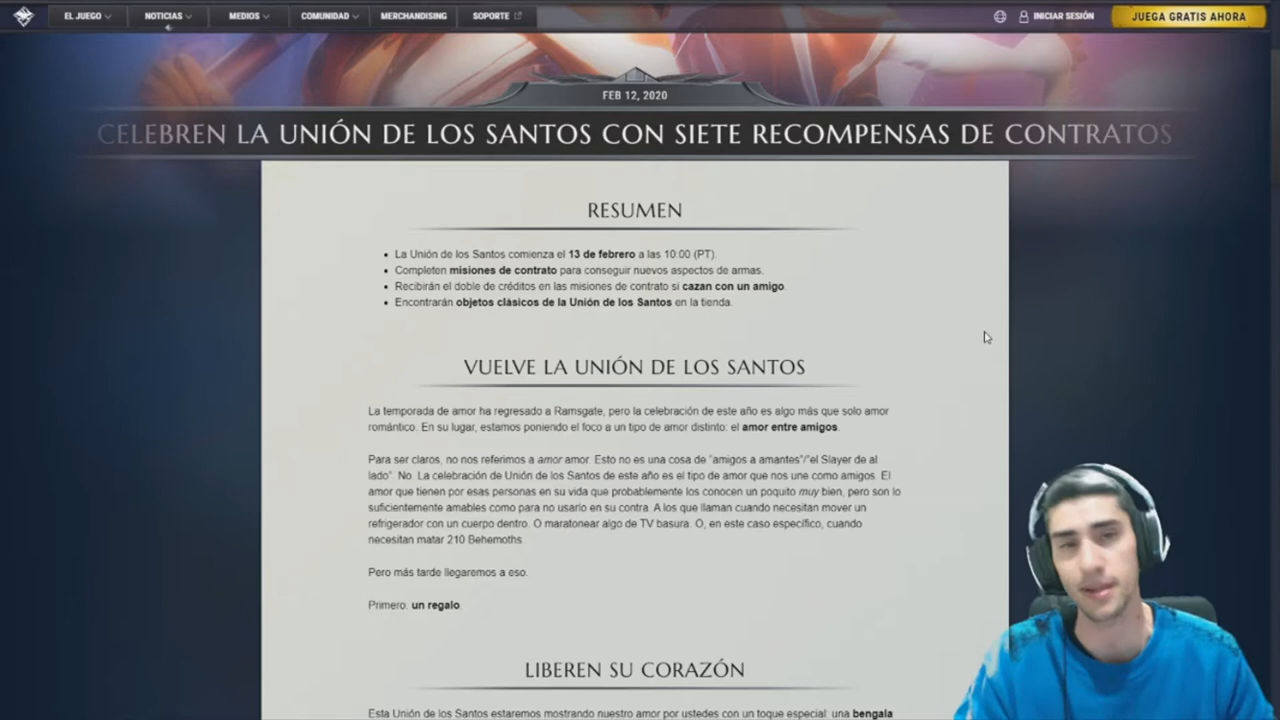 EL JUEGO NOTICIAS MEDIOS COMUNIDAD MERCHANDISING SOPORTE INICIAR SESIÓN JUEGA GRATIS AHORA
FEB 12, 2020
CELEBREN LA UNIÓN DE LOS SANTOS CON SIETE RECOMPENSAS DE CONTRATOS
RESUMEN
• La Unión de los Santos comienza el 13 de febrero a las 10:00 (PT).
• Completen misiones de contrato para conseguir nuevos aspectos de armas.
• Recibirán el doble de créditos en las misiones de contrato si cazan con un amigo.
• Encontrarán objetos clásicos de la Unión de los Santos en la tienda.
VUELVE LA UNIÓN DE LOS SANTOS
La temporada de amor ha regresado a Ramsgate, pero la celebración de este año es algo más que solo amor
romántico. En su lugar, estamos poniendo el foco a un tipo de amor distinto: el amor entre amigos.
Para ser claros, no nos referimos a amor amor. Esto no es una cosa de "amigos a amantes"/"el Slayer de al
lado". No. La celebración de Unión de los Santos de este año es el tipo de amor que nos une como amigos. El
amor que tienen por esas personas en su vida que probablemente los conocen un poquito muy bien, pero son lo
suficientemente amables como para no usarlo en su contra. A los que llaman cuando necesitan mover un
refrigerador con un cuerpo dentro. O maratonear algo de TV basura. O, en este caso específico, cuando
necesitan matar 210 Behemoths.
Pero más tarde llegaremos a eso.
Primero: un regalo.
LIBEREN SU CORAZÓN
Esta Unión de los Santos estaremos mostrando nuestro amor por ustedes con un toque especial: una bengala